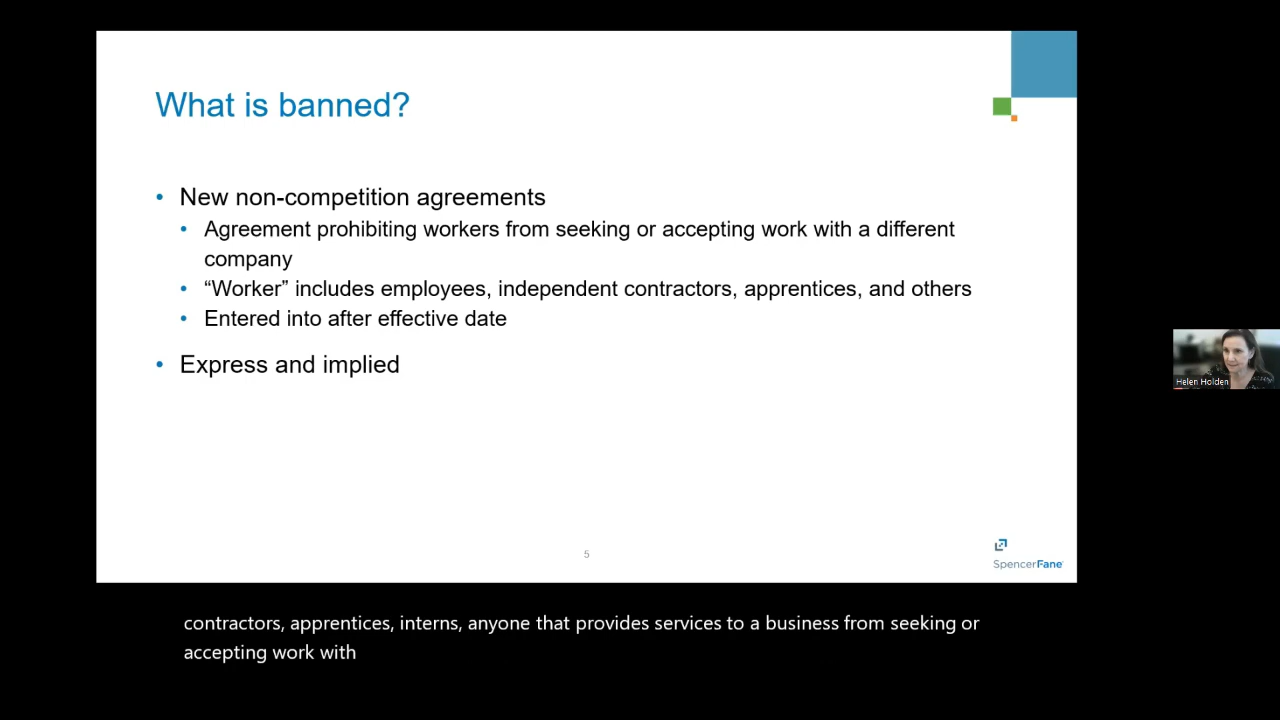 What is banned?
• New non-competition agreements
• Agreement prohibiting workers from seeking or accepting work with a different
company
• “Worker” includes employees, independent contractors, apprentices, and others
• Entered into after effective date
• Express and implied
Helen Holden
5
SpencerFane
contractors, apprentices, interns, anyone that provides services to a business from seeking or
accepting work with